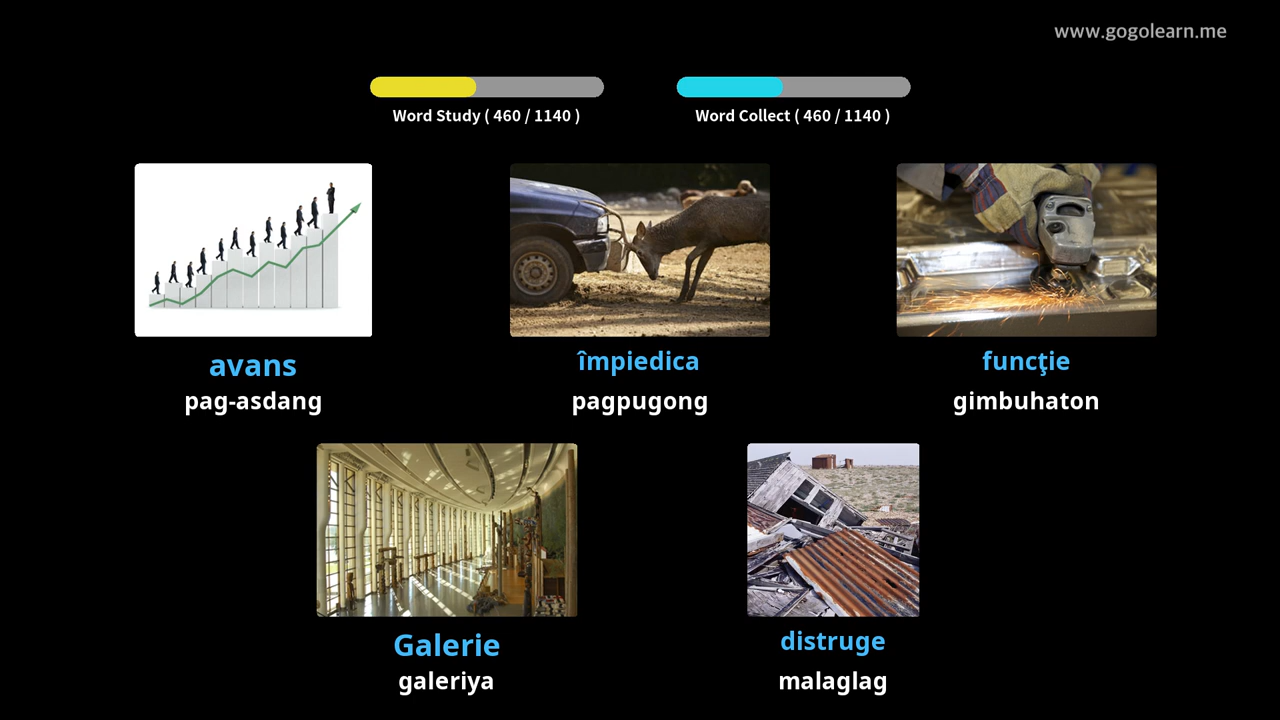 www.gogolearn.me
Word Study ( 460 / 1140 )
Word Collect ( 460 / 1140 )
avans
pag-asdang
împiedica
pagpugong
funcţie
gimbuhaton
Galerie
galeriya
distruge
malaglag